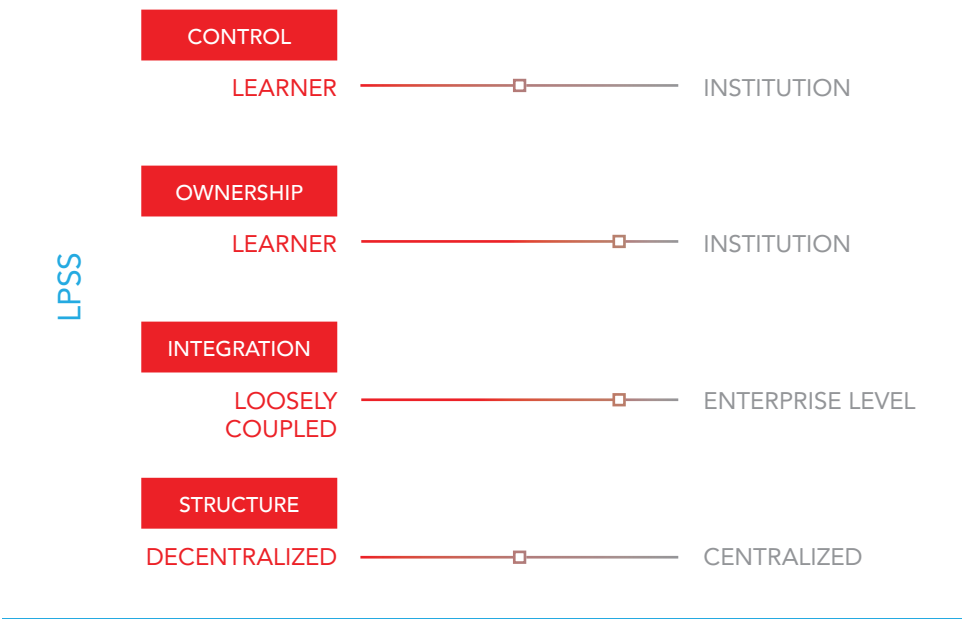 LPSS
CONTROL
LEARNER INSTITUTION
OWNERSHIP
LEARNER INSTITUTION
INTEGRATION
LOOSELY ENTERPRISE LEVEL
COUPLED
STRUCTURE
DECENTRALIZED CENTRALIZED